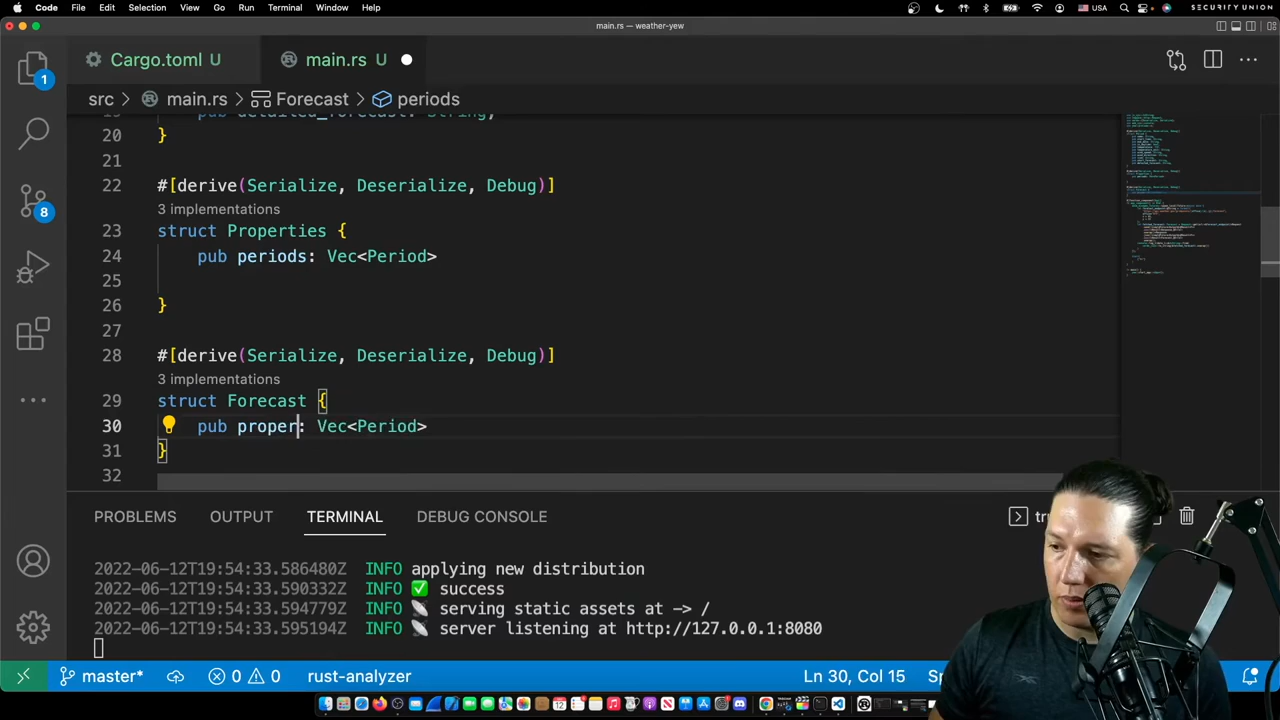 Code File Edit Selection View Go Run Terminal Window Help USA SECURITY UNION
main.rs — weather-yew
Cargo.toml U main.rs U
src main.rs Forecast periods
pub detailed_forecast: String,
20 }
21
22 #[derive(Serialize, Deserialize, Debug)]
3 implementations
23 struct Properties {
24 pub periods: Vec<Period>
25
26 }
27
28 #[derive(Serialize, Deserialize, Debug)]
3 implementations
29 struct Forecast {
30 pub proper: Vec<Period>
31 }
32
1
8
PROBLEMS OUTPUT TERMINAL DEBUG CONSOLE
2022-06-12T19:54:33.586480Z INFO applying new distribution
2022-06-12T19:54:33.590332Z INFO ✅ success
2022-06-12T19:54:33.594779Z INFO 📡 serving static assets at -> /
2022-06-12T19:54:33.595194Z INFO 📡 server listening at http://127.0.0.1:8080
master* 0 0 rust-analyzer Ln 30, Col 15